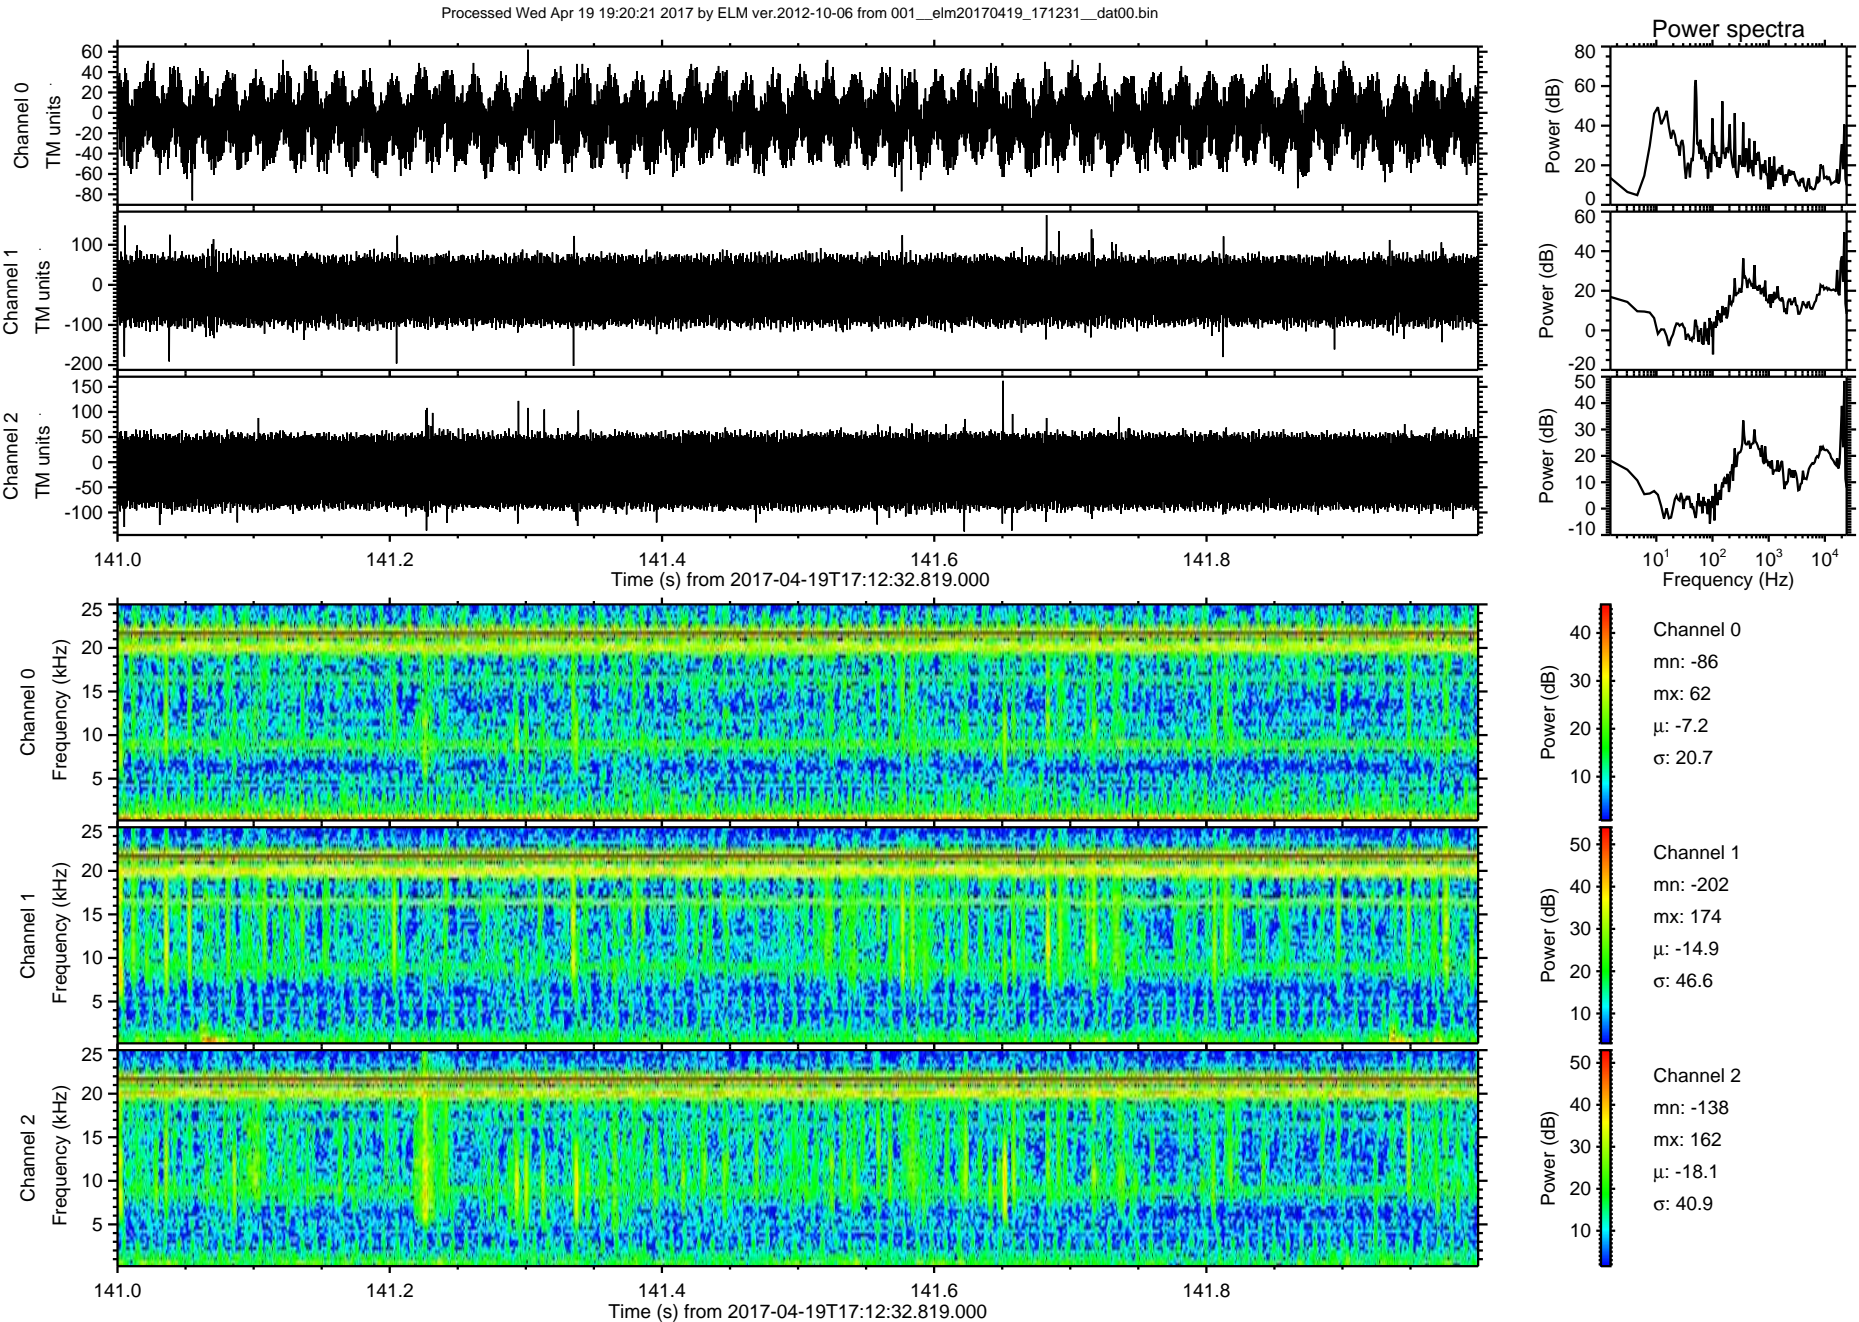 Processed Wed Apr 19 19:20:21 2017 by ELM ver.2012-10-06 from 001__elm20170419_171231__dat00.bin
Power spectra
Channel 0
TM units
60
40
20
0
-20
-40
-60
-80
Power (dB)
80
60
40
20
0
Channel 1
TM units
100
0
-100
-200
Power (dB)
60
40
20
0
-20
Channel 2
TM units
150
100
50
0
-50
-100
Power (dB)
50
40
30
20
10
0
-10
141.0 141.2 141.4 141.6 141.8
Time (s) from 2017-04-19T17:12:32.819.000
10^1 10^2 10^3 10^4
Frequency (Hz)
Channel 0
Frequency (kHz)
25
20
15
10
5
Power (dB)
40
30
20
10
Channel 0
mn: -86
mx: 62
μ: -7.2
σ: 20.7
Channel 1
Frequency (kHz)
25
20
15
10
5
Power (dB)
50
40
30
20
10
Channel 1
mn: -202
mx: 174
μ: -14.9
σ: 46.6
Channel 2
Frequency (kHz)
25
20
15
10
5
Power (dB)
50
40
30
20
10
Channel 2
mn: -138
mx: 162
μ: -18.1
σ: 40.9
141.0 141.2 141.4 141.6 141.8
Time (s) from 2017-04-19T17:12:32.819.000